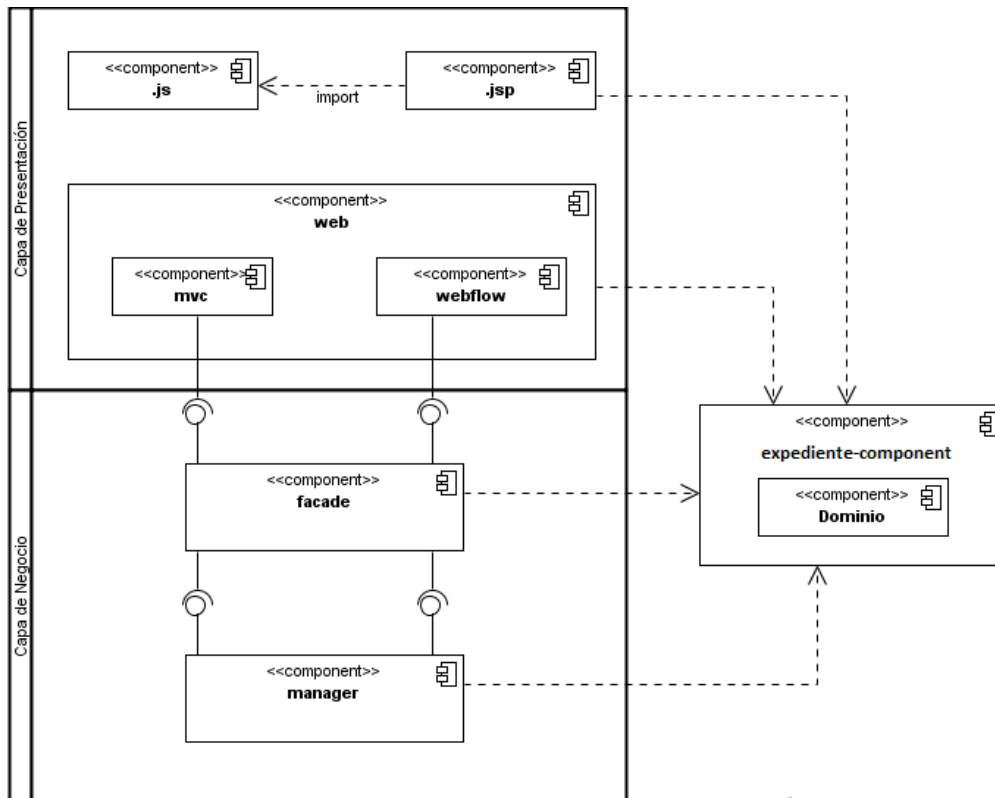 Capa de Presentación
<<component>>
.js
import
<<component>>
.jsp
<<component>>
web
<<component>>
mvc
<<component>>
webflow
Capa de Negocio
<<component>>
facade
<<component>>
manager
<<component>>
expediente-component
<<component>>
Dominio